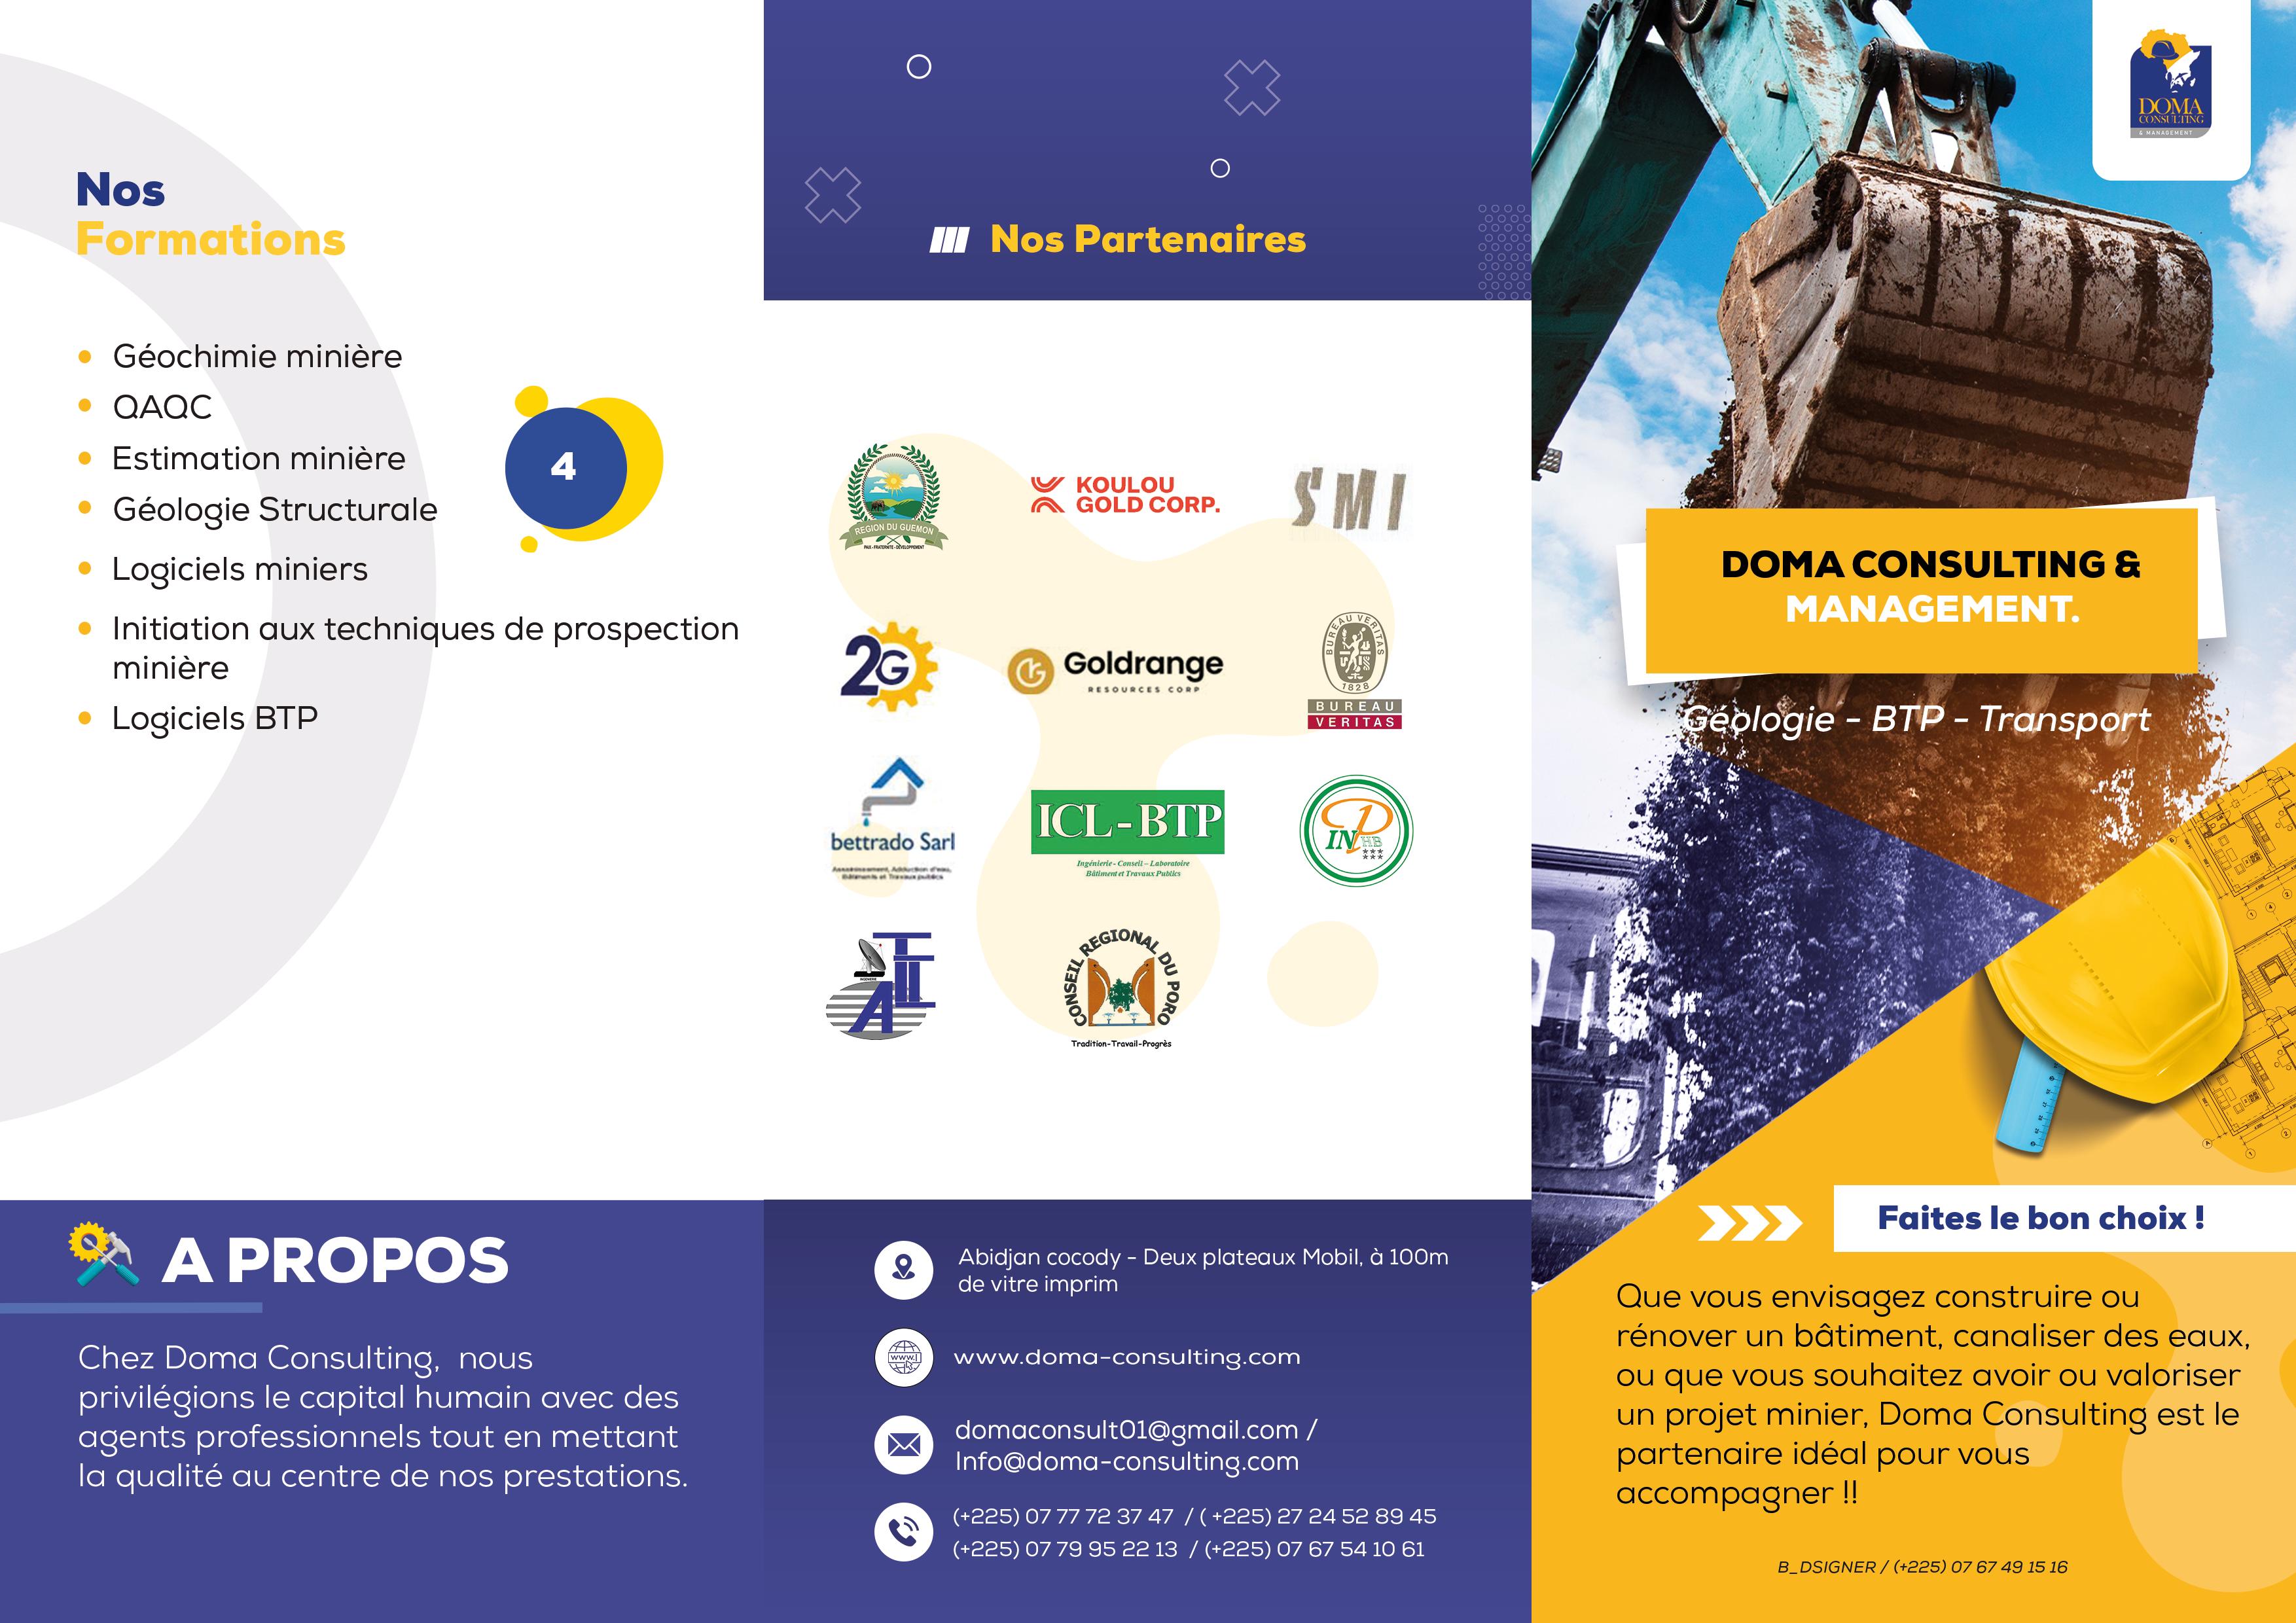 Nos
Formations
Géochimie minière
QAQC
Estimation minière
Géologie Structurale
Logiciels miniers
Initiation aux techniques de prospection
minière
Logiciels BTP
4
A PROPOS
Chez Doma Consulting,  nous
privilégions le capital humain avec des
agents professionnels tout en mettant
la qualité au centre de nos prestations.
Nos Partenaires
REGION DU GUEMON
PAIX - FRATERNITE - DEVELOPPEMENT
KOULOU
GOLD CORP.
SMI
2G
Goldrange
RESOURCES CORP
BUREAU VERITAS
1828
BUREAU
VERITAS
bettrado Sarl
Assainissement, Adduction d'eau,
Bâtiments et Travaux publics
ICL-BTP
Ingénierie - Conseil – Laboratoire
Bâtiment et Travaux Publics
INP
HB
CONSEIL REGIONAL DU PORO
Tradition-Travail-Progrès
Abidjan cocody - Deux plateaux Mobil, à 100m
de vitre imprim
www.doma-consulting.com
domaconsult01@gmail.com /
Info@doma-consulting.com
(+225) 07 77 72 37 47  / ( +225) 27 24 52 89 45
(+225) 07 79 95 22 13  / (+225) 07 67 54 10 61
DOMA
CONSULTING
& MANAGEMENT
DOMA CONSULTING &
MANAGEMENT.
Géologie - BTP - Transport
Faites le bon choix !
Que vous envisagez construire ou
rénover un bâtiment, canaliser des eaux,
ou que vous souhaitez avoir ou valoriser
un projet minier, Doma Consulting est le
partenaire idéal pour vous
accompagner !!
B_DSIGNER / (+225) 07 67 49 15 16